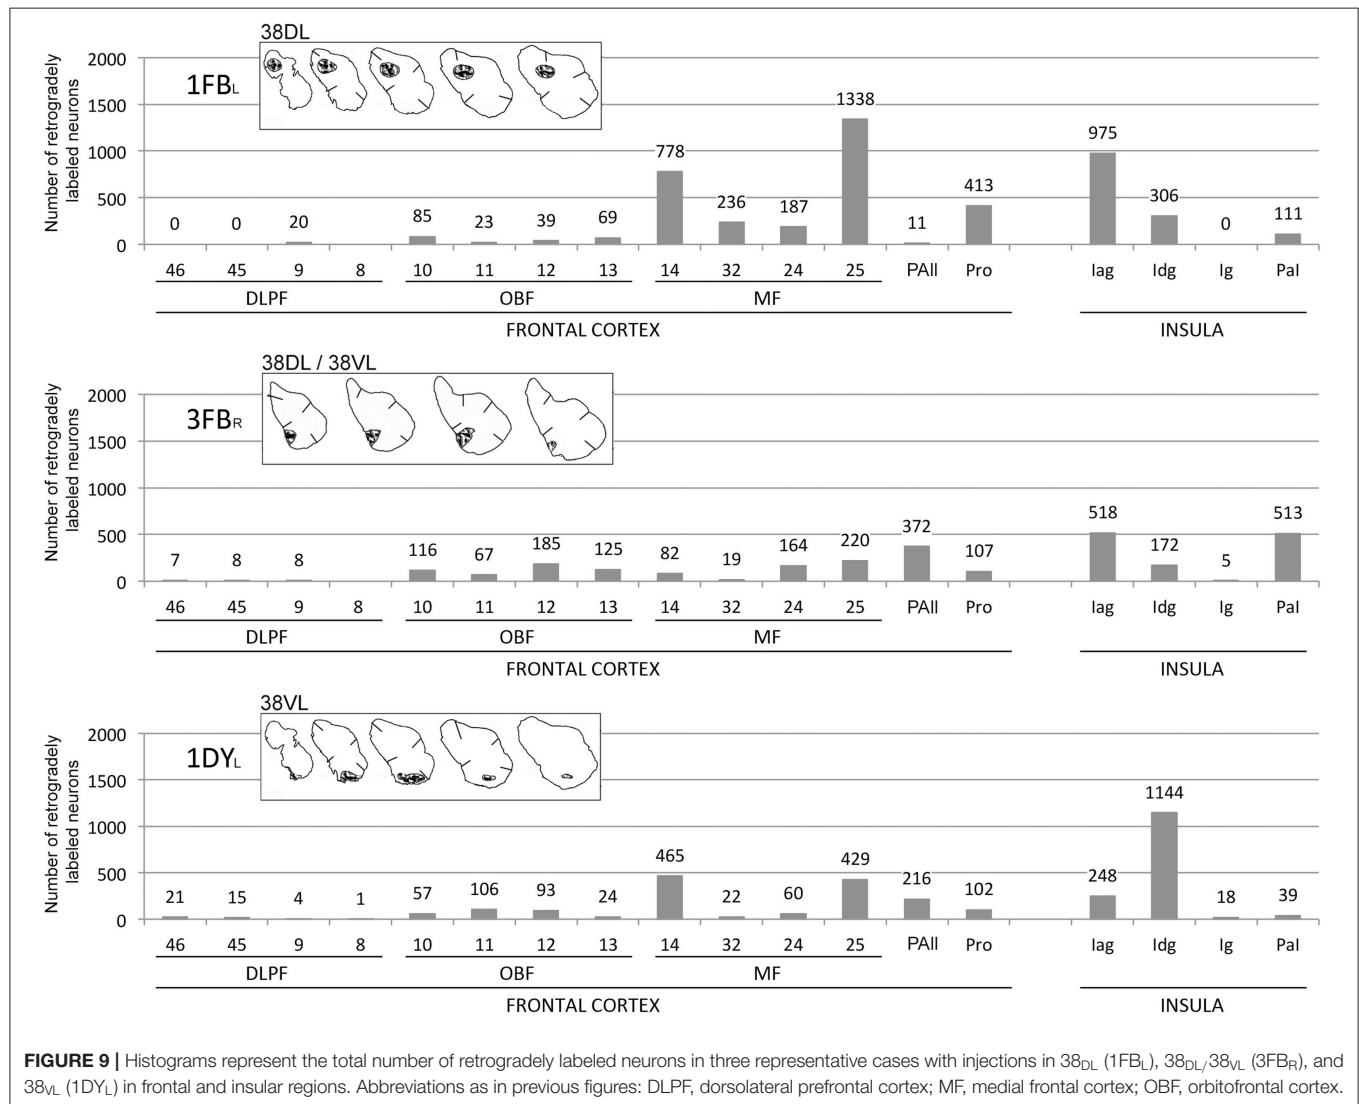 38DL
1FBL
Number of retrogradely
labeled neurons
2000
1500
1000
500
0
0 0 20 85 23 39 69 778 236 187 1338 11 413 975 306 0 111
46 45 9 8 10 11 12 13 14 32 24 25 PAll Pro Iag Idg Ig PaI
DLPF OBF MF
FRONTAL CORTEX INSULA
38DL / 38VL
3FBR
Number of retrogradely
labeled neurons
2000
1500
1000
500
0
7 8 8 116 67 185 125 82 19 164 220 372 107 518 172 5 513
46 45 9 8 10 11 12 13 14 32 24 25 PAll Pro Iag Idg Ig PaI
DLPF OBF MF
FRONTAL CORTEX INSULA
38VL
1DYL
Number of retrogradely
labeled neurons
2000
1500
1000
500
0
21 15 4 1 57 106 93 24 465 22 60 429 216 102 248 1144 18 39
46 45 9 8 10 11 12 13 14 32 24 25 PAll Pro Iag Idg Ig PaI
DLPF OBF MF
FRONTAL CORTEX INSULA
FIGURE 9 | Histograms represent the total number of retrogradely labeled neurons in three representative cases with injections in 38DL (1FBL), 38DL/38VL (3FBR), and
38VL (1DYL) in frontal and insular regions. Abbreviations as in previous figures: DLPF, dorsolateral prefrontal cortex; MF, medial frontal cortex; OBF, orbitofrontal cortex.